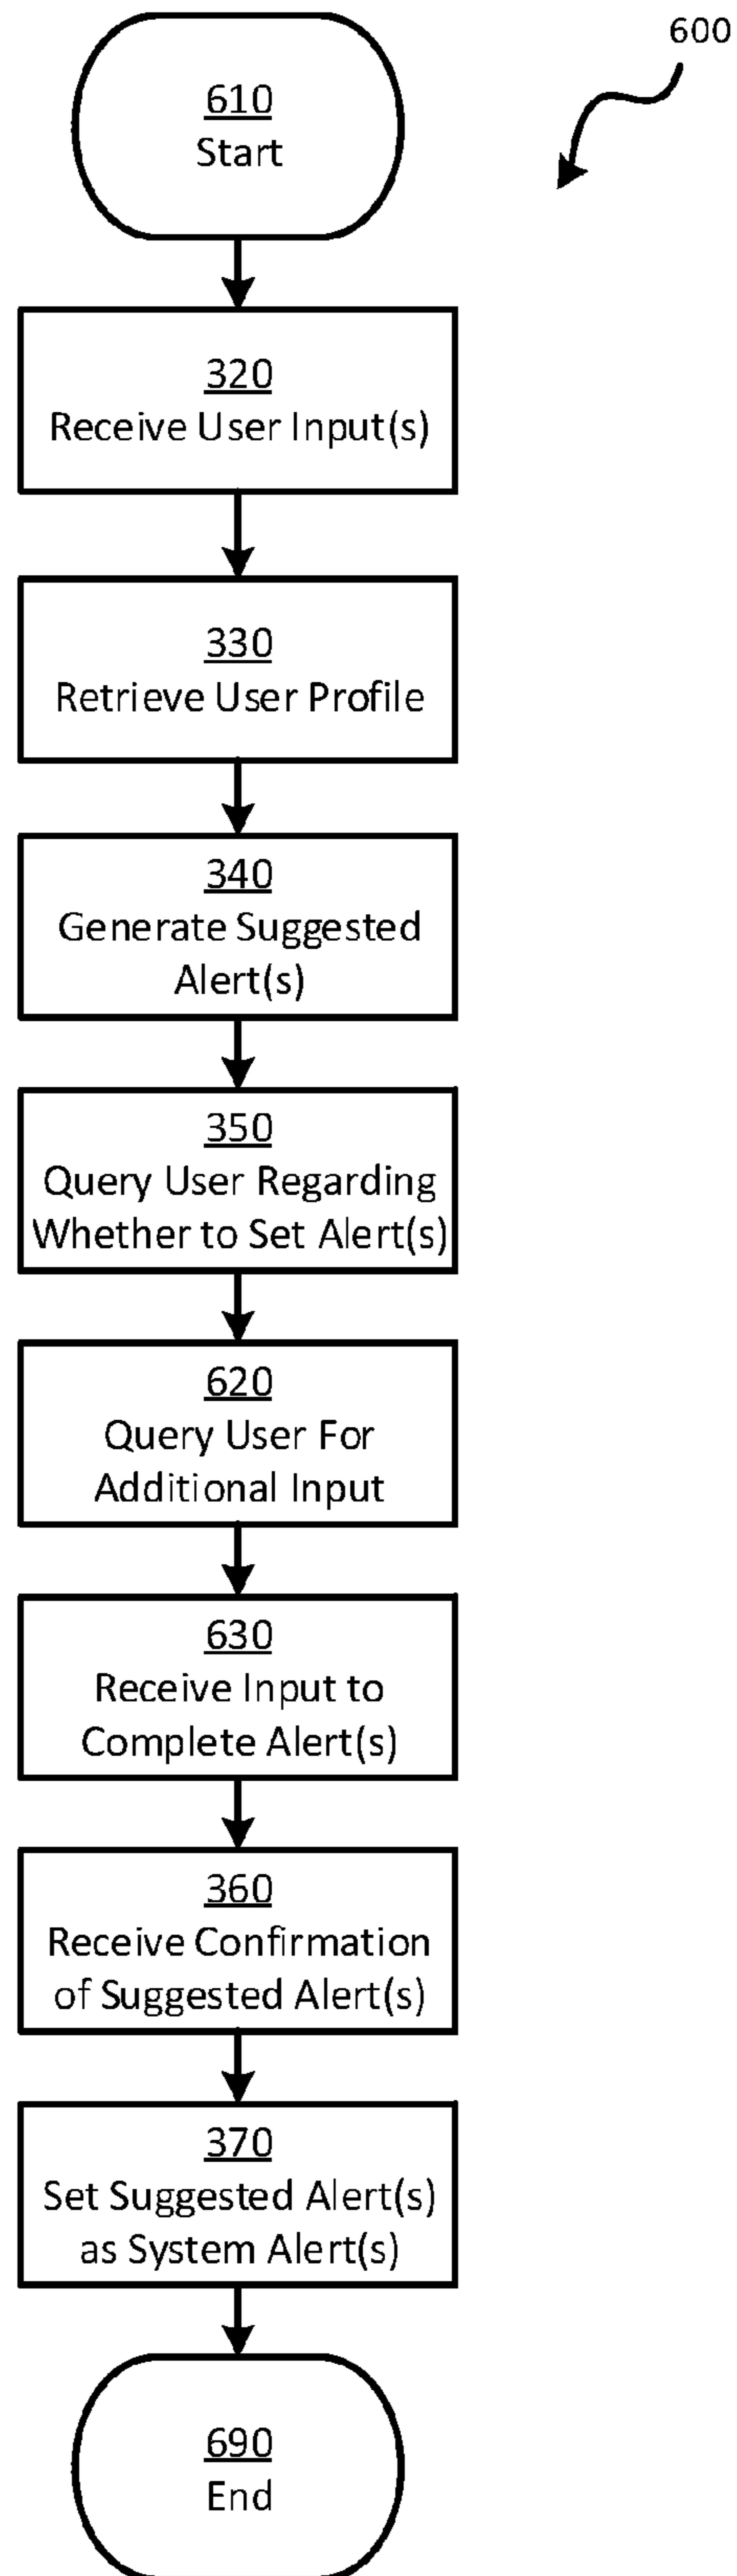 600
610
Start
320
Receive User Input(s)
330
Retrieve User Profile
340
Generate Suggested
Alert(s)
350
Query User Regarding
Whether to Set Alert(s)
620
Query User For
Additional Input
630
Receive Input to
Complete Alert(s)
360
Receive Confirmation
of Suggested Alert(s)
370
Set Suggested Alert(s)
as System Alert(s)
690
End